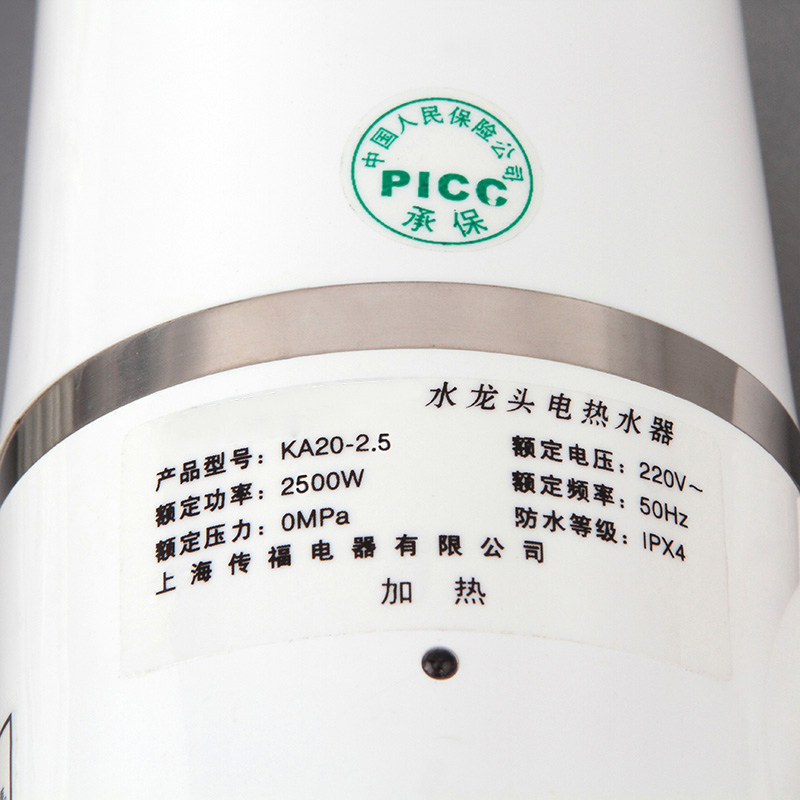 中国人民保险公司
PICC
承保
水龙头电热水器
产品型号：KA20-2.5
额定功率：2500W
额定压力：0MPa
额定电压：220V~
额定频率：50Hz
防水等级：IPX4
上海传福电器有限公司
加热